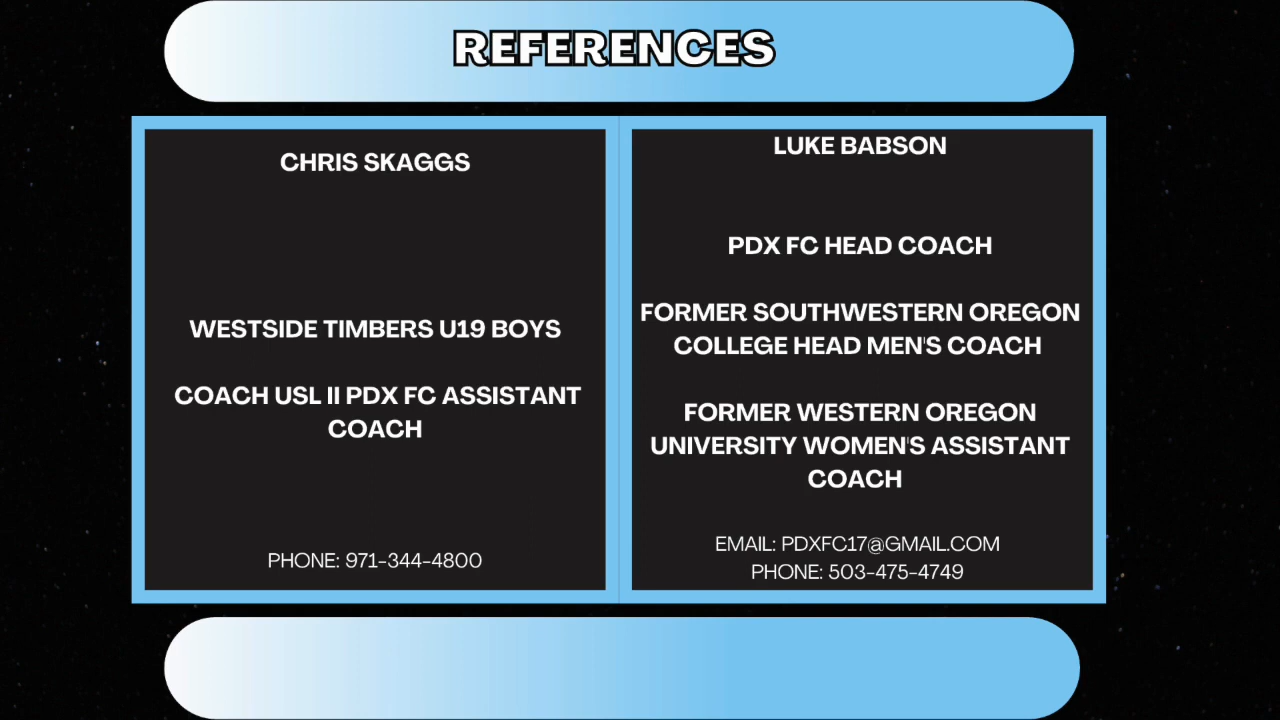 REFERENCES
CHRIS SKAGGS
WESTSIDE TIMBERS U19 BOYS
COACH USL II PDX FC ASSISTANT
COACH
PHONE: 971-344-4800
LUKE BABSON
PDX FC HEAD COACH
FORMER SOUTHWESTERN OREGON
COLLEGE HEAD MEN'S COACH
FORMER WESTERN OREGON
UNIVERSITY WOMEN'S ASSISTANT
COACH
EMAIL: PDXFC17@GMAIL.COM
PHONE: 503-475-4749